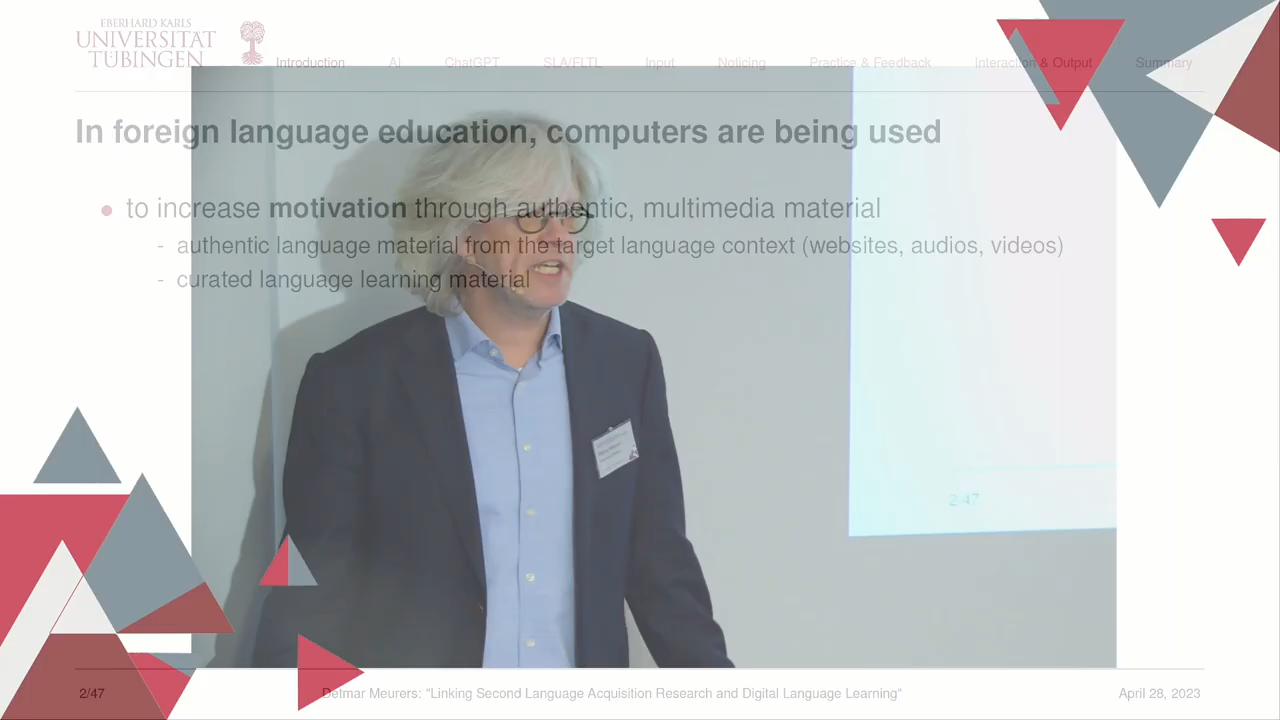 EBERHARD KARLS
UNIVERSITÄT
TÜBINGEN
Introduction AI ChatGPT SLA/FLTL Input Noticing Practice & Feedback Interaction & Output Summary
In foreign language education, computers are being used
• to increase motivation through authentic, multimedia material
- authentic language material from the target language context (websites, audios, videos)
- curated language learning material
2/47
2/47 Detmar Meurers: “Linking Second Language Acquisition Research and Digital Language Learning“ April 28, 2023